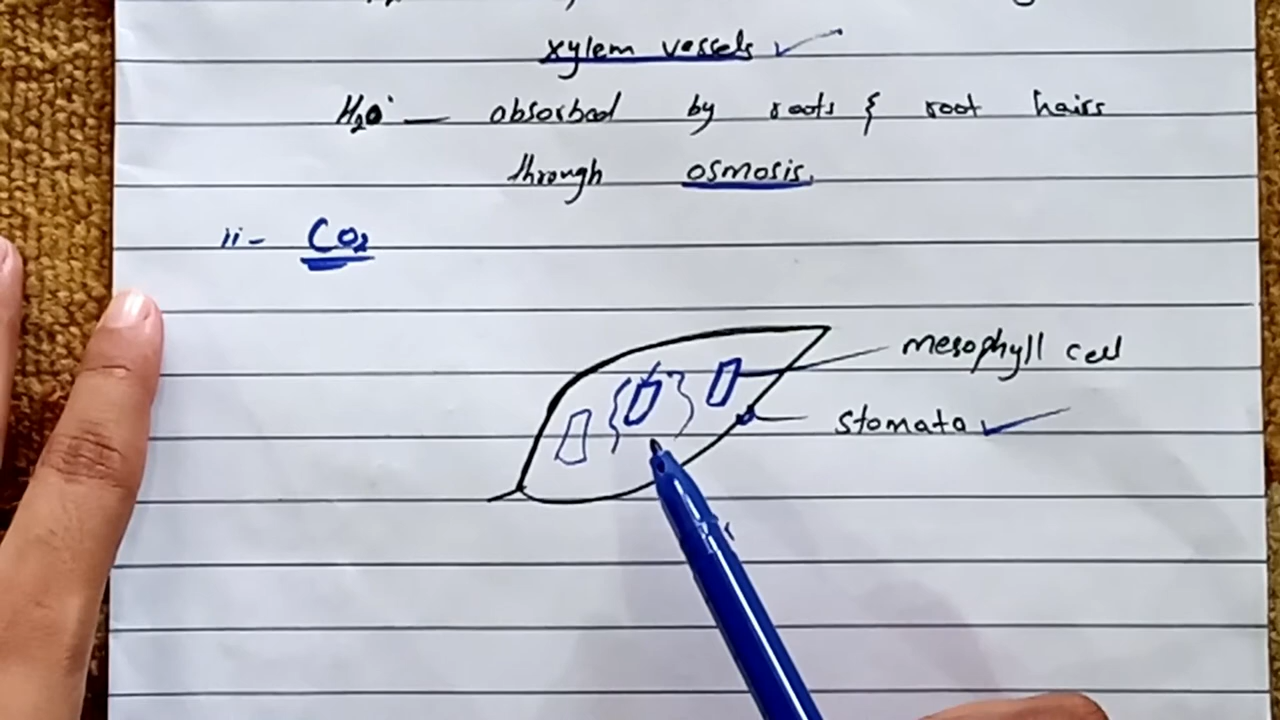 xylem vessels
H₂O — absorbed by roots & root hairs
through osmosis.
ii- CO₂
mesophyll cell
stomata